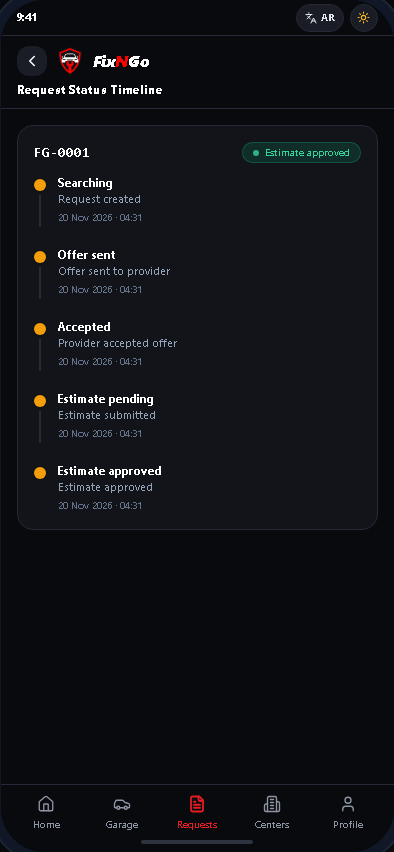 9:41
AR
FixNGo
Request Status Timeline
FG-0001
Estimate approved
Searching
Request created
20 Nov 2026 · 04:31
Offer sent
Offer sent to provider
20 Nov 2026 · 04:31
Accepted
Provider accepted offer
20 Nov 2026 · 04:31
Estimate pending
Estimate submitted
20 Nov 2026 · 04:31
Estimate approved
Estimate approved
20 Nov 2026 · 04:31
Home
Garage
Requests
Centers
Profile